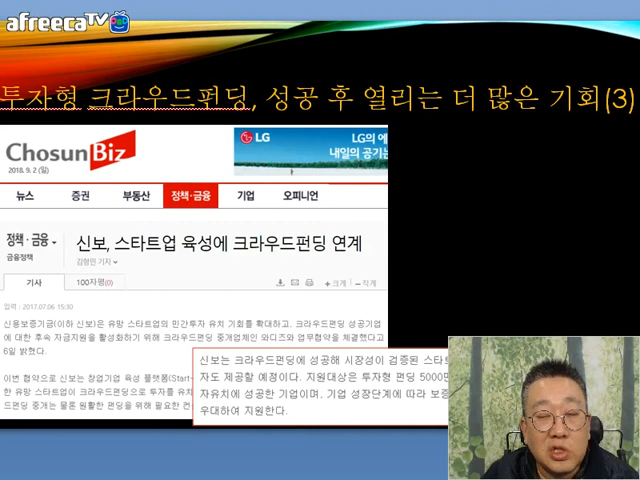 afreecaTV
투자형 크라우드펀딩, 성공 후 열리는 더 많은 기회(3)
ChosunBiz
2018. 9. 2 (일)
LG
LG의 에
내일의 공기는
뉴스 증권 부동산 정책·금융 기업 오피니언
정책·금융
금융정책
신보, 스타트업 육성에 크라우드펀딩 연계
김형민 기자
기사 100자평(0)
크게 작게
입력 : 2017.07.06 15:30
신용보증기금(이하 신보)은 유망 스타트업의 민간투자 유치 기회를 확대하고, 크라우드펀딩 성공기업
에 대한 후속 자금지원을 활성화하기 위해 크라우드펀딩 중개업체인 와디즈와 업무협약을 체결했다고
6일 밝혔다.
이번 협약으로 신보는 창업기업 육성 플랫폼(Start-
한 유망 스타트업이 크라우드펀딩으로 투자를 유치
드펀딩 중개는 물론 원활한 펀딩을 위해 필요한 컨
신보는 크라우드펀딩에 성공해 시장성이 검증된 스타트
자도 제공할 예정이다. 지원대상은 투자형 펀딩 5000만
자유치에 성공한 기업이며, 기업 성장단계에 따라 보증
우대하여 지원한다.